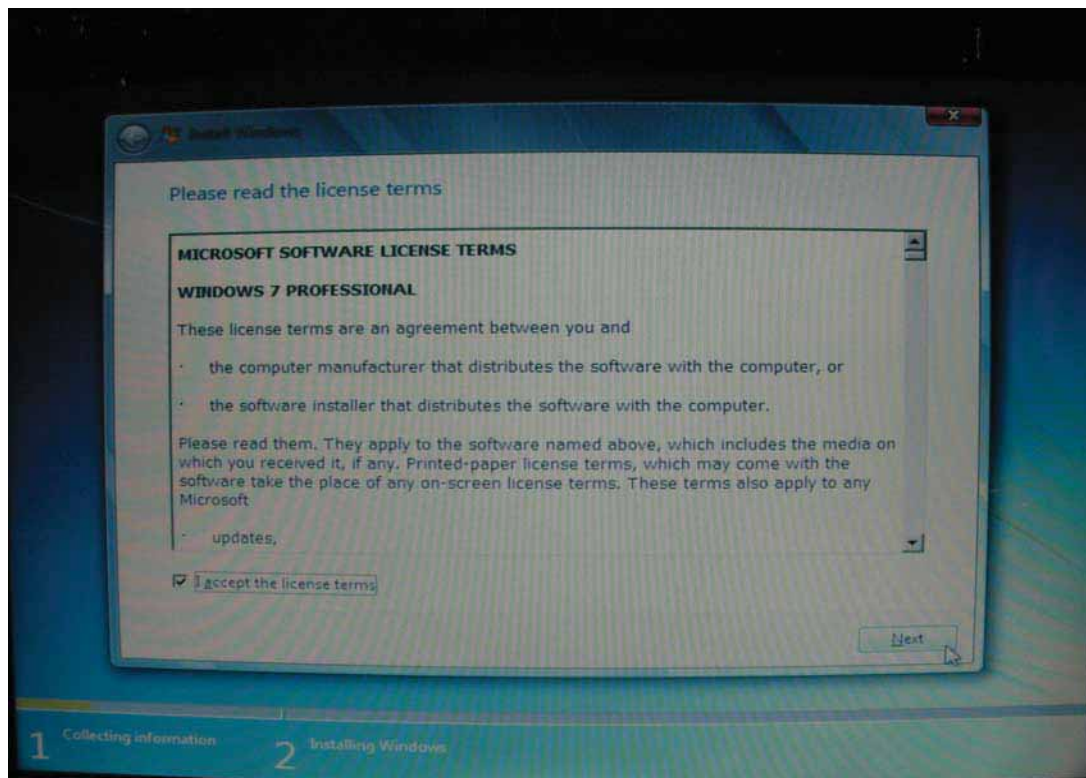 Install Windows
Please read the license terms
MICROSOFT SOFTWARE LICENSE TERMS
WINDOWS 7 PROFESSIONAL
These license terms are an agreement between you and
· the computer manufacturer that distributes the software with the computer, or
· the software installer that distributes the software with the computer.
Please read them. They apply to the software named above, which includes the media on
which you received it, if any. Printed-paper license terms, which may come with the
software take the place of any on-screen license terms. These terms also apply to any
Microsoft
· updates,
I accept the license terms
Next
1 Collecting information
2 Installing Windows